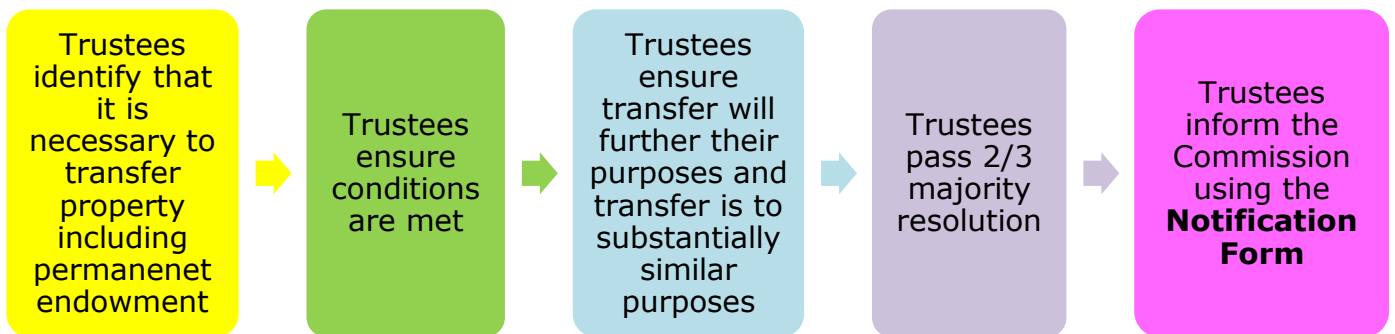 Trustees
identify that
it is
necessary to
transfer
property
including
permanenet
endowment
Trustees
ensure
conditions
are met
Trustees
ensure
transfer will
further their
purposes and
transfer is to
substantially
similar
purposes
Trustees
pass 2/3
majority
resolution
Trustees
inform the
Commission
using the
Notification
Form